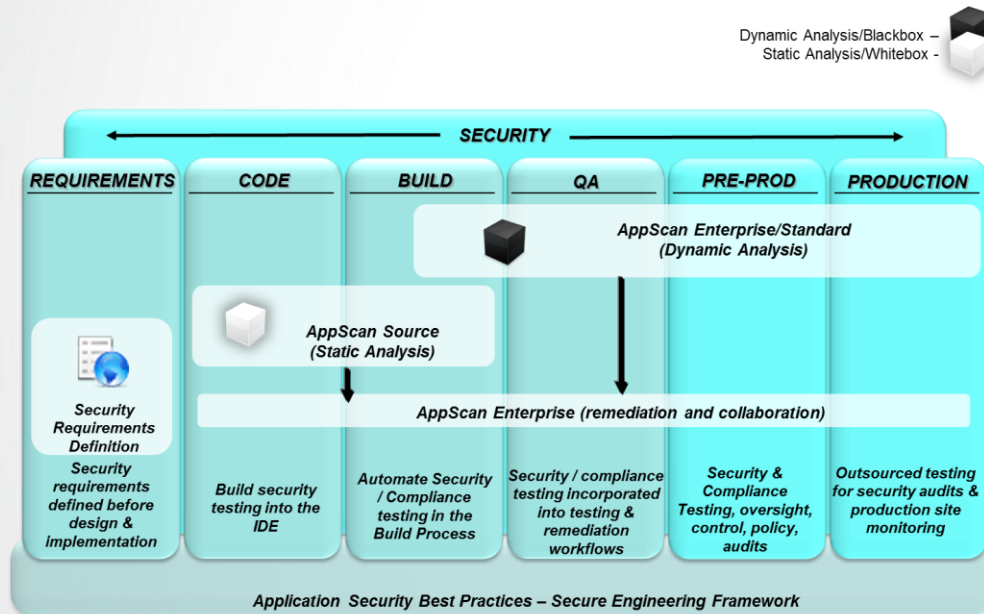 Dynamic Analysis/Blackbox –
Static Analysis/Whitebox -
SECURITY
REQUIREMENTS
CODE
BUILD
QA
PRE-PROD
PRODUCTION
AppScan Enterprise/Standard
(Dynamic Analysis)
AppScan Source
(Static Analysis)
Security
Requirements
Definition
AppScan Enterprise (remediation and collaboration)
Security
requirements
defined before
design &
implementation
Build security
testing into the
IDE
Automate Security
/ Compliance
testing in the
Build Process
Security / compliance
testing incorporated
into testing &
remediation
workflows
Security &
Compliance
Testing, oversight,
control, policy,
audits
Outsourced testing
for security audits &
production site
monitoring
Application Security Best Practices – Secure Engineering Framework